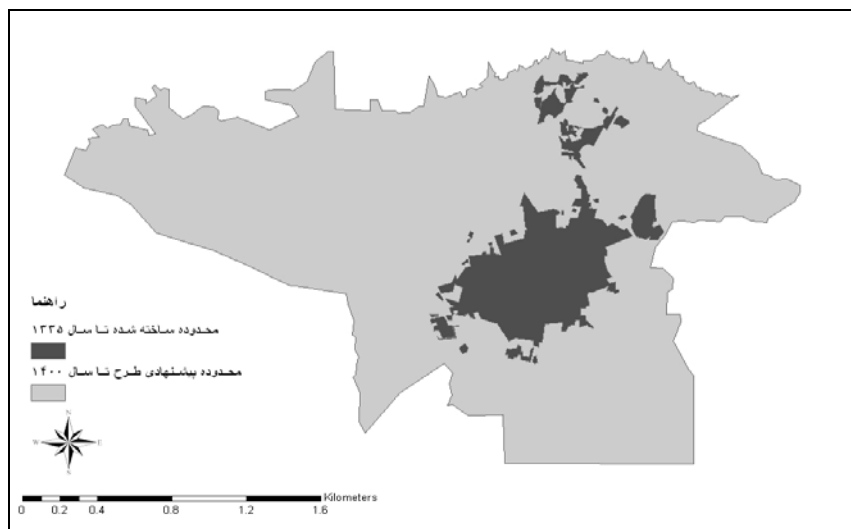 راهنما
محدوده ساخته شده تا سال ۱۳۳۵
محدوده پیشنهادی طرح تا سال ۱۴۰۰
N
W E
S
Kilometers
0 0.2 0.4 0.8 1.2 1.6